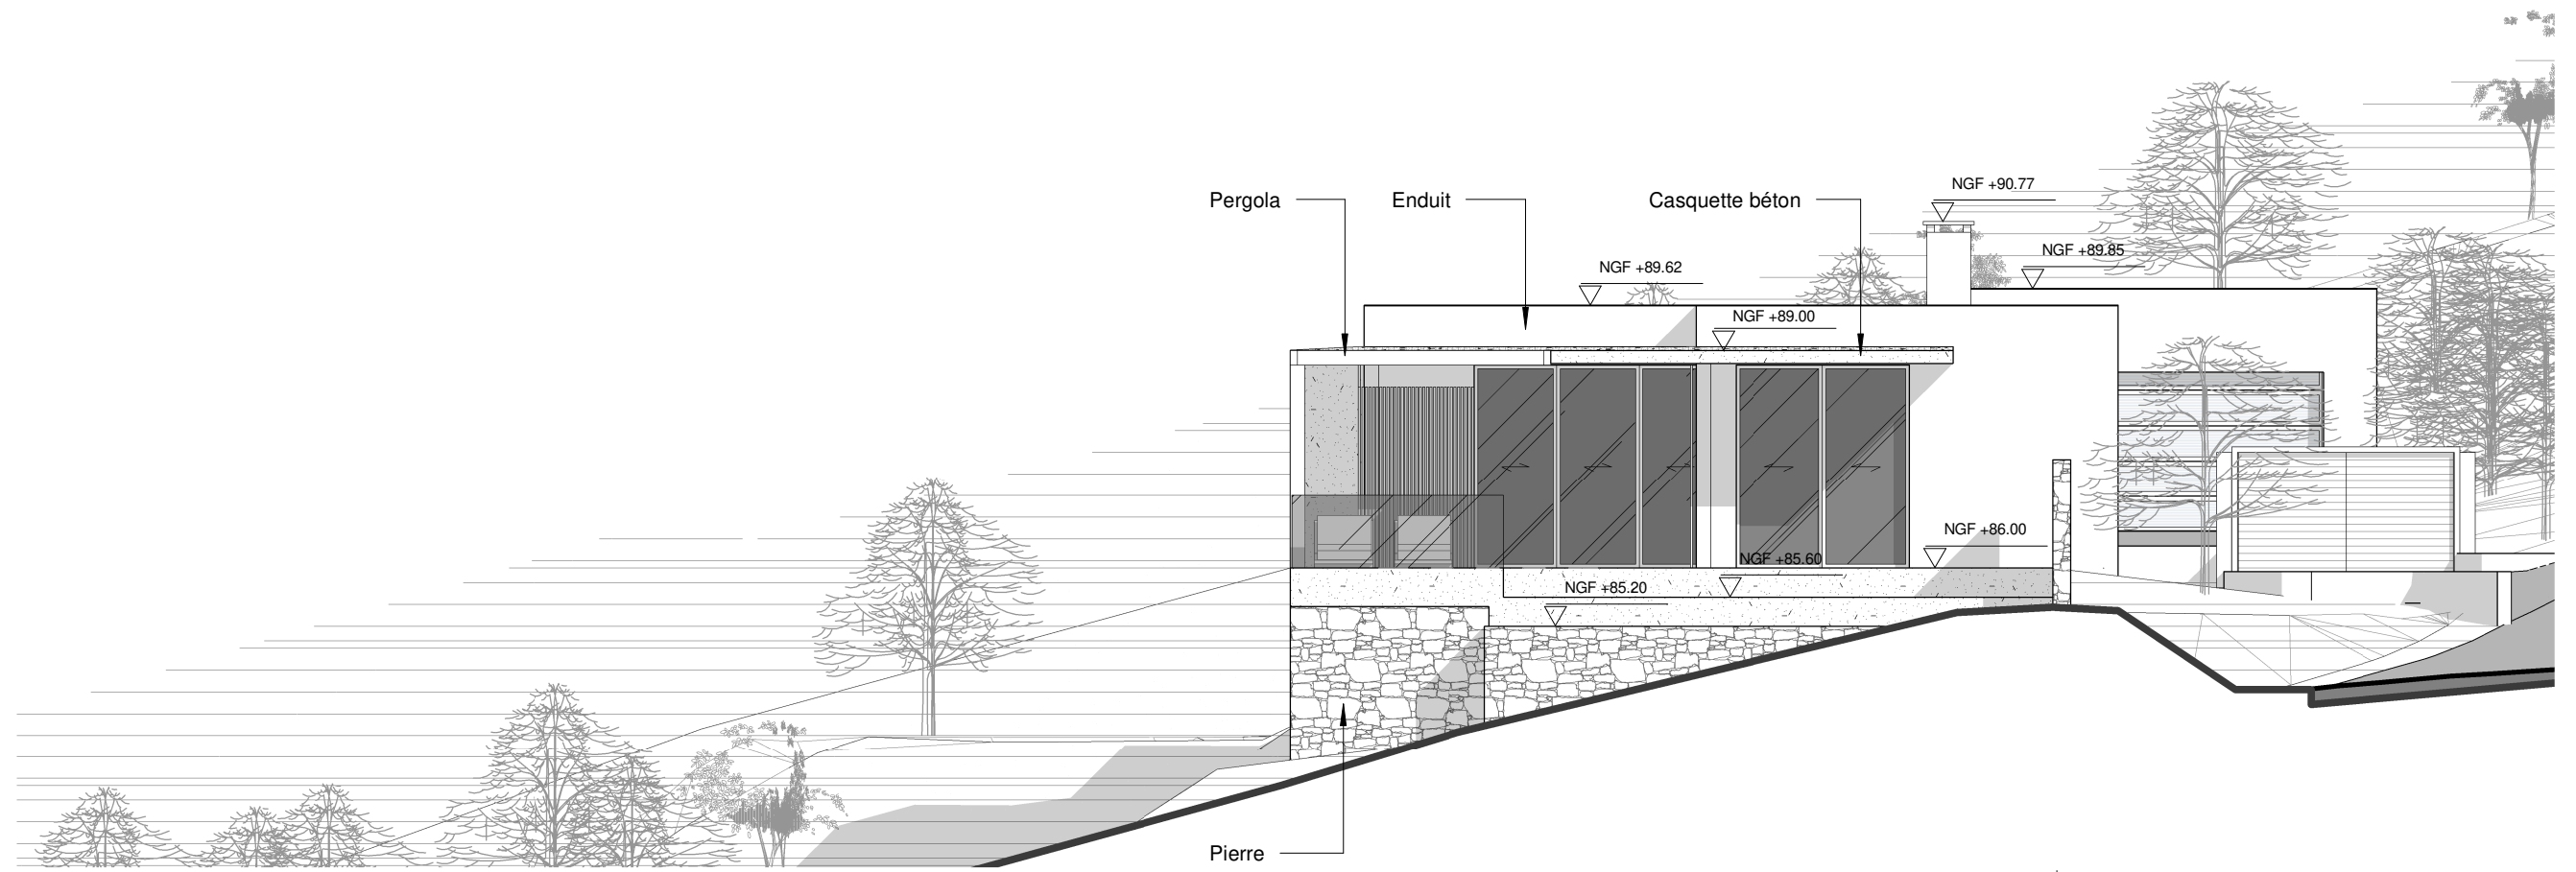 NGF +90.77
Pergola
Enduit
Casquette béton
NGF +89.85
NGF +89.62
NGF +89.00
NGF +86.00
NGF +85.60
NGF +85.20
Pierre